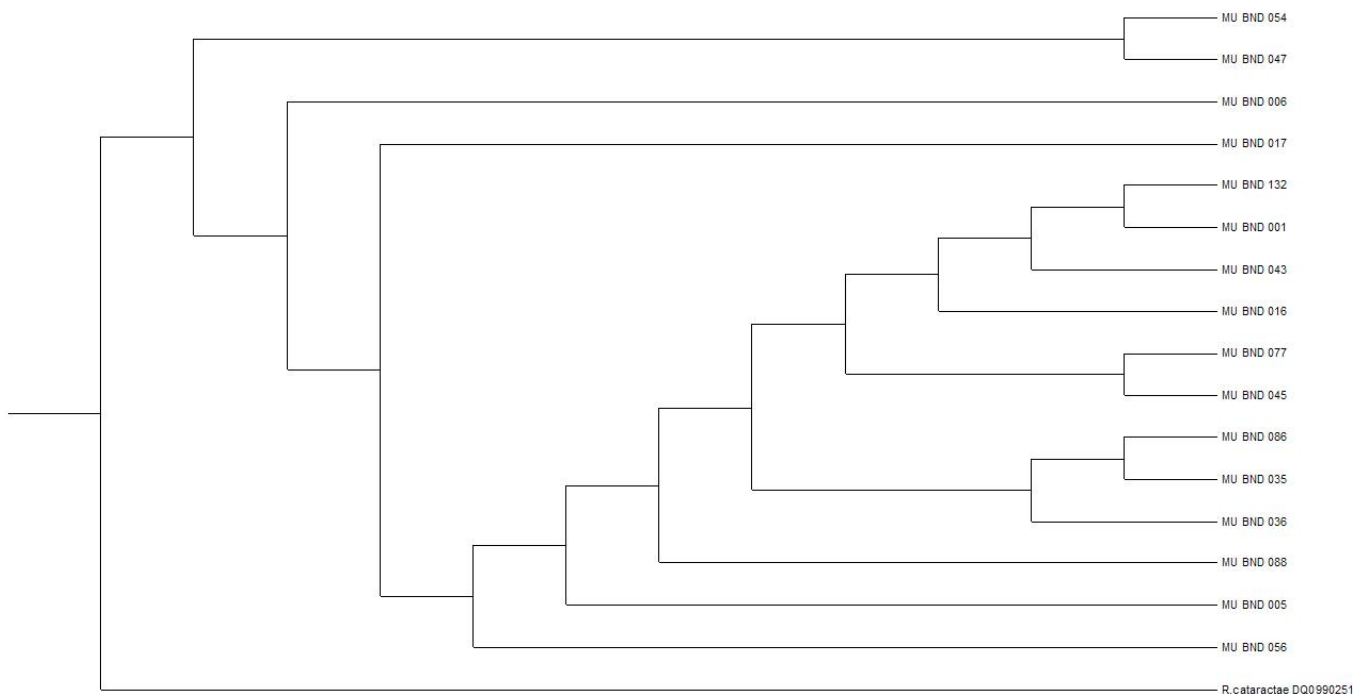 MU BND 054
MU BND 047
MU BND 006
MU BND 017
MU BND 132
MU BND 001
MU BND 043
MU BND 016
MU BND 077
MU BND 045
MU BND 086
MU BND 035
MU BND 036
MU BND 088
MU BND 005
MU BND 056
R.cataractae DQ0990251